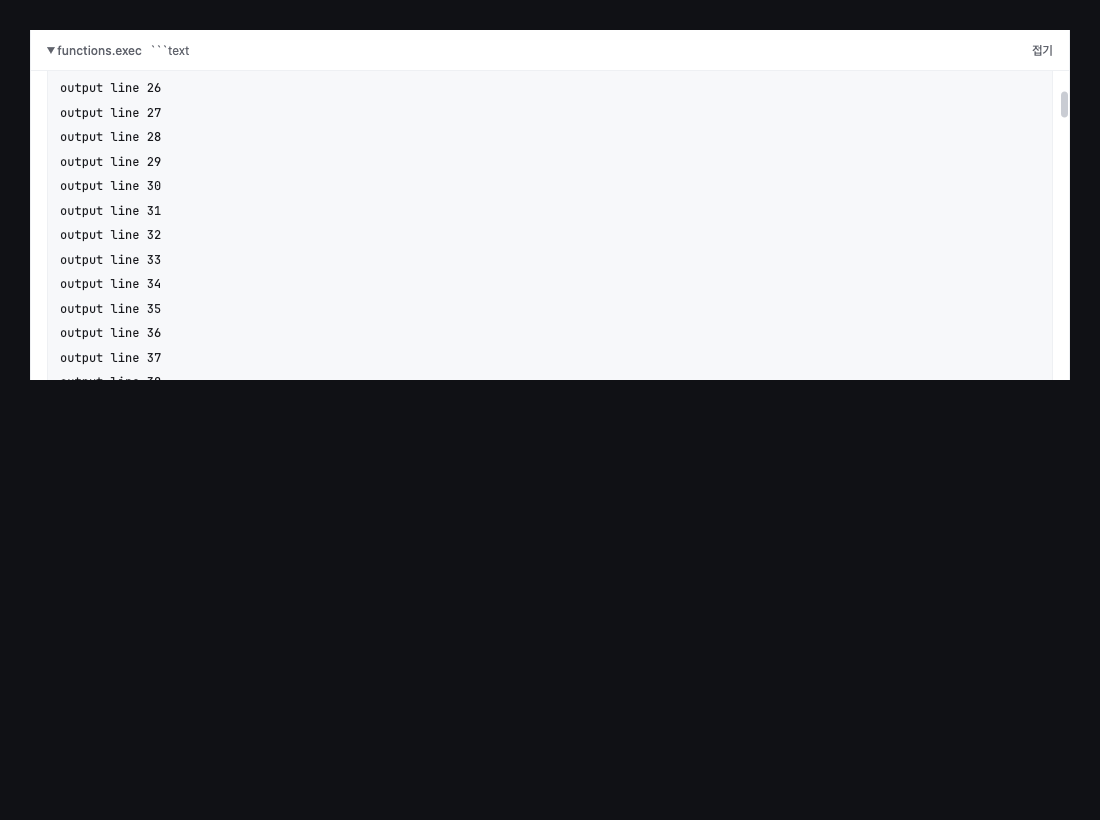 ▼functions.exec ```text 접기
output line 26
output line 27
output line 28
output line 29
output line 30
output line 31
output line 32
output line 33
output line 34
output line 35
output line 36
output line 37
output line